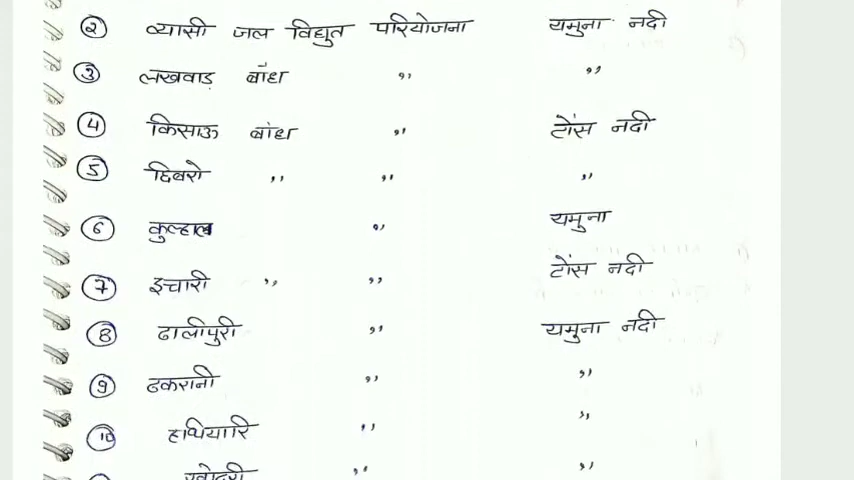 ② व्यासी जल विद्युत परियोजना यमुना नदी
③ लखवाड़ बांध ,, ,,
④ किसाऊ बांध ,, टोंस नदी
⑤ छिबरो ,, ,, ,,
⑥ कुल्हाल ,, यमुना
⑦ इचारी ,, ,, टोंस नदी
⑧ ढालीपुरी ,, यमुना नदी
⑨ ढकरानी ,, ,,
⑩ हथियारि ,, ,,
खोदरी ,, ,,